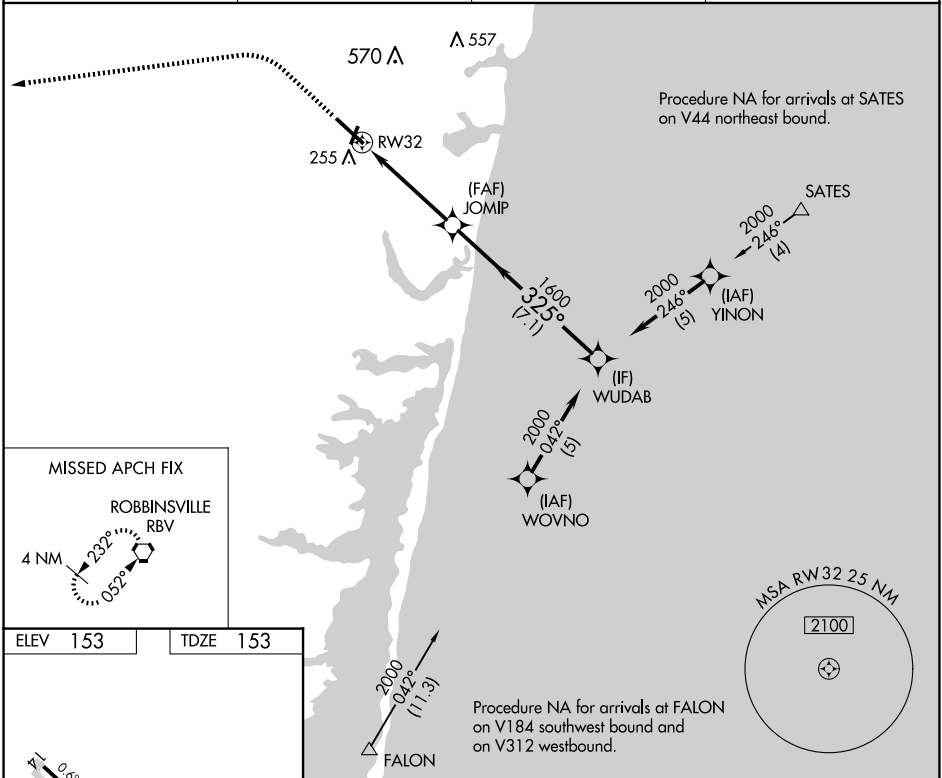 570
557
Procedure NA for arrivals at SATES
on V44 northeast bound.
RW32
255
(FAF)
JOMIP
SATES
2000
246°
(4)
1600
325°
(7.1)
2000
246°
(5)
(IAF)
YINON
(IF)
WUDAB
2000
042°
(5)
(IAF)
WOVNO
MISSED APCH FIX
ROBBINSVILLE
RBV
4 NM
232°
052°
MSA RW32 25 NM
2100
ELEV 153
TDZE 153
2000
042°
(11.3)
FALON
Procedure NA for arrivals at FALON
on V184 southwest bound and
on V312 westbound.
14
0.6°